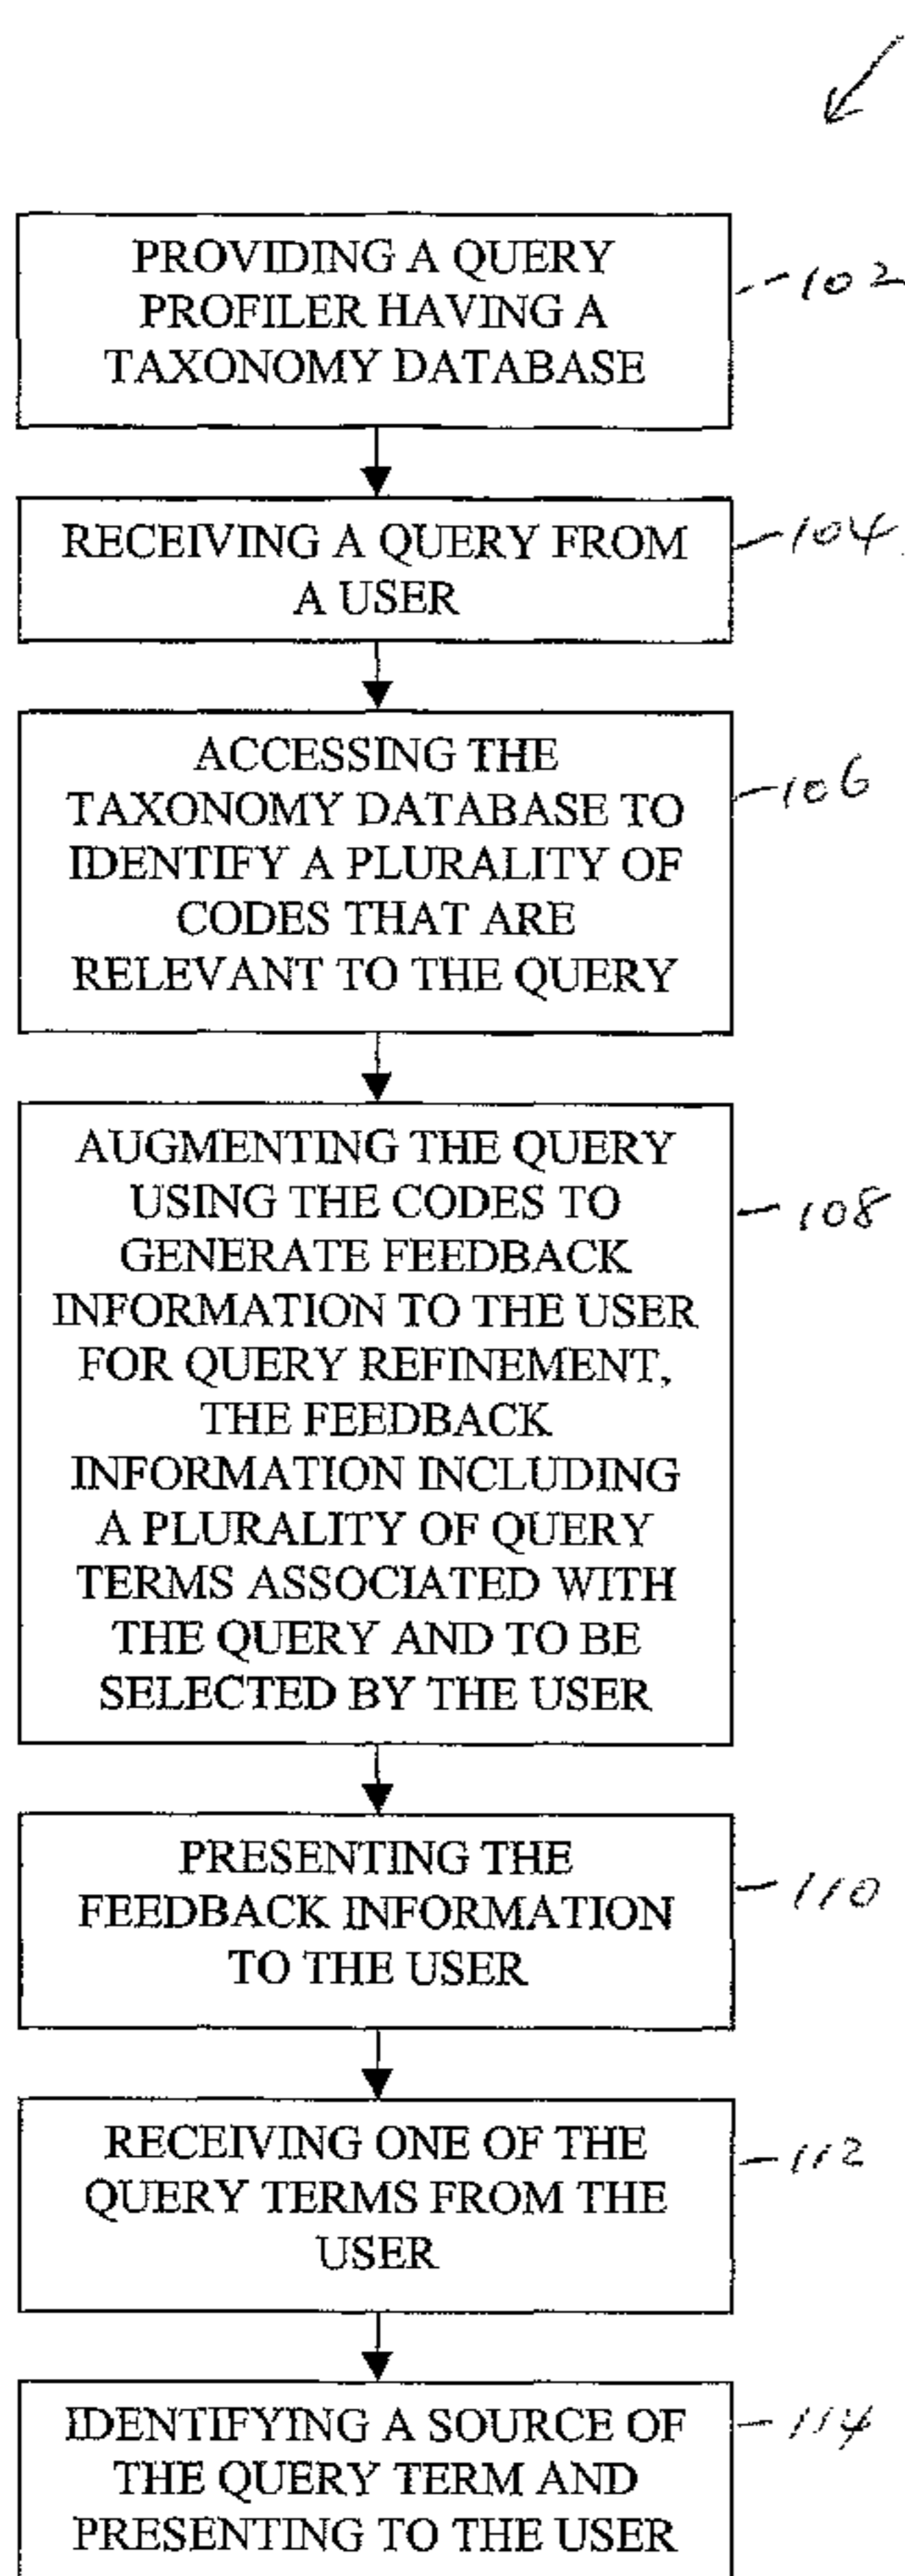 PROVIDING A QUERY
PROFILER HAVING A
TAXONOMY DATABASE
102
RECEIVING A QUERY FROM
A USER
104
ACCESSING THE
TAXONOMY DATABASE TO
IDENTIFY A PLURALITY OF
CODES THAT ARE
RELEVANT TO THE QUERY
106
AUGMENTING THE QUERY
USING THE CODES TO
GENERATE FEEDBACK
INFORMATION TO THE USER
FOR QUERY REFINEMENT,
THE FEEDBACK
INFORMATION INCLUDING
A PLURALITY OF QUERY
TERMS ASSOCIATED WITH
THE QUERY AND TO BE
SELECTED BY THE USER
108
PRESENTING THE
FEEDBACK INFORMATION
TO THE USER
110
RECEIVING ONE OF THE
QUERY TERMS FROM THE
USER
112
IDENTIFYING A SOURCE OF
THE QUERY TERM AND
PRESENTING TO THE USER
114